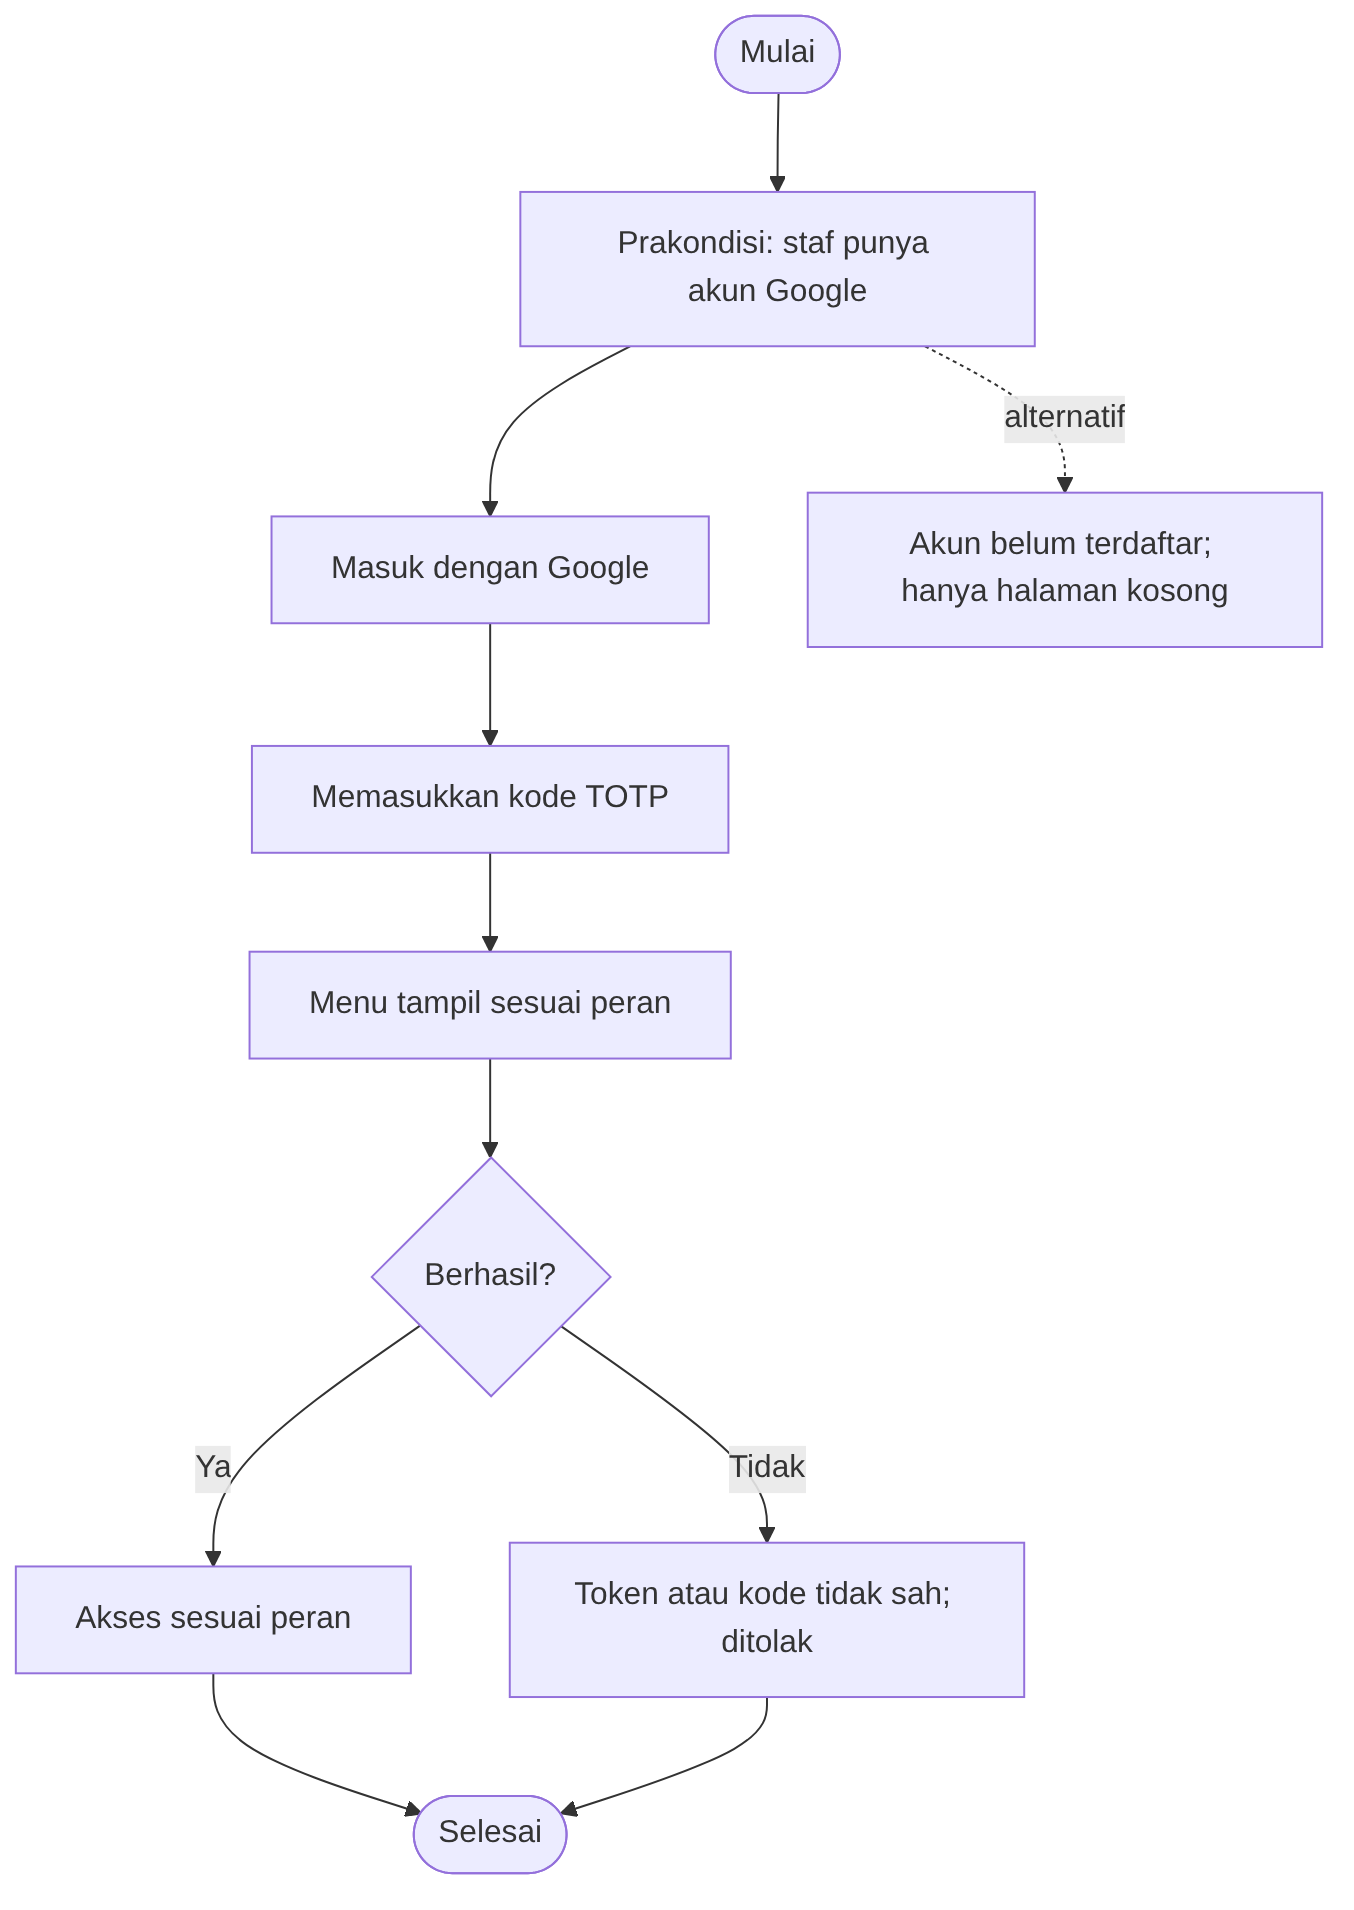 Mulai
Prakondisi: staf punya
akun Google
alternatif
Masuk dengan Google
Akun belum terdaftar;
hanya halaman kosong
Memasukkan kode TOTP
Menu tampil sesuai peran
Berhasil?
Ya
Tidak
Akses sesuai peran
Token atau kode tidak sah;
ditolak
Selesai